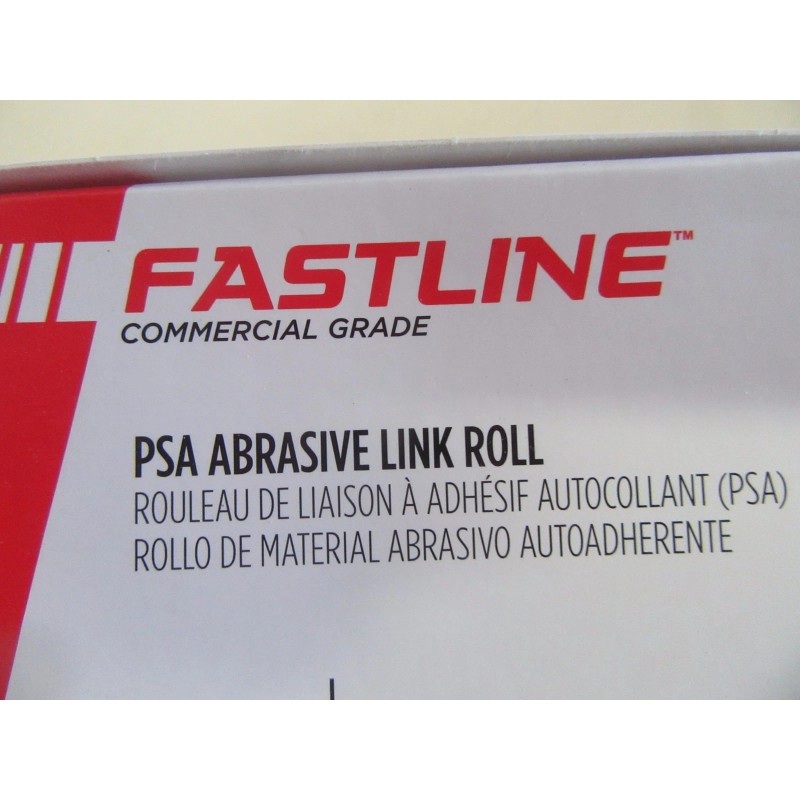 FASTLINE™
COMMERCIAL GRADE
PSA ABRASIVE LINK ROLL
ROULEAU DE LIAISON À ADHÉSIF AUTOCOLLANT (PSA)
ROLLO DE MATERIAL ABRASIVO AUTOADHERENTE